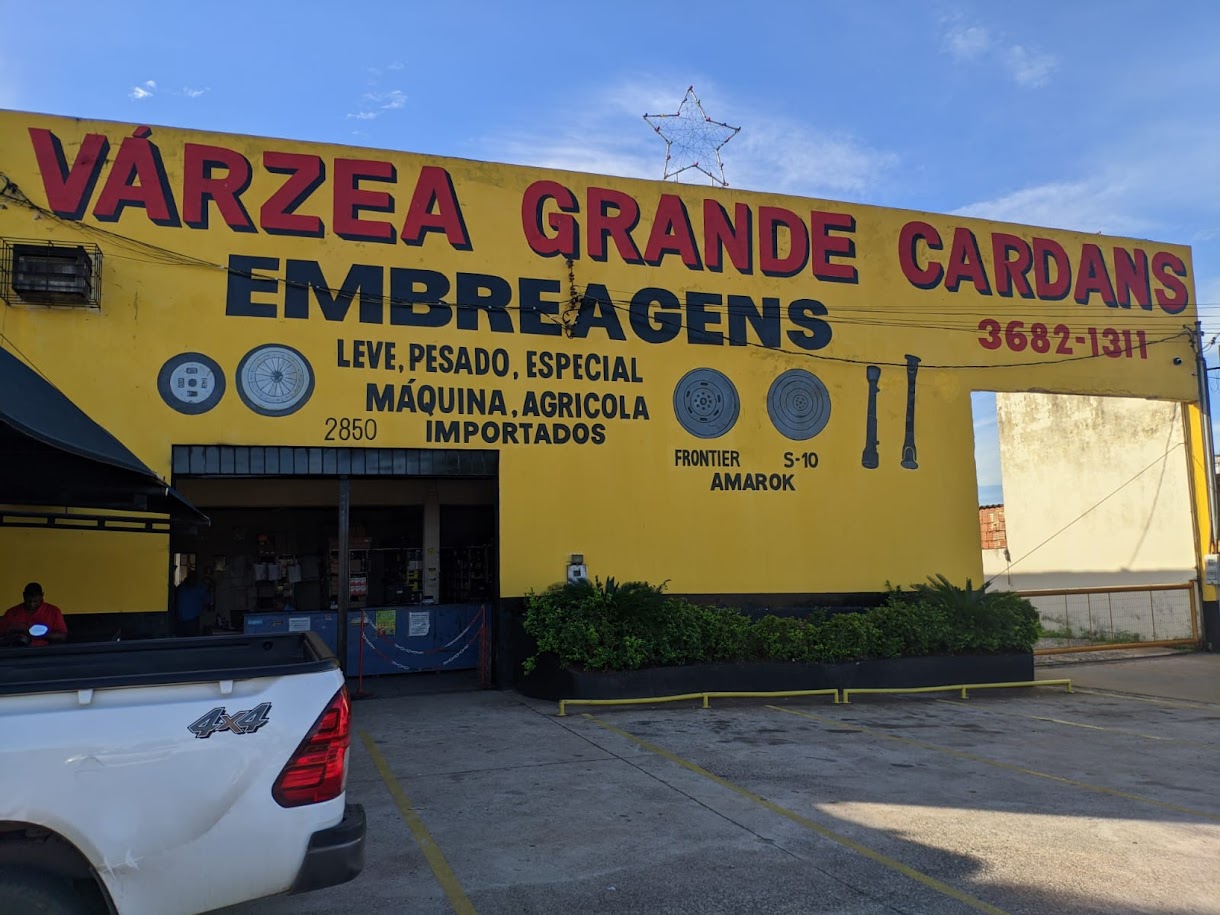 VÁRZEA GRANDE CARDANS
EMBREAGENS
3682-1311
LEVE, PESADO, ESPECIAL
MÁQUINA, AGRICOLA
IMPORTADOS
2850
FRONTIER S-10
AMAROK
4x4